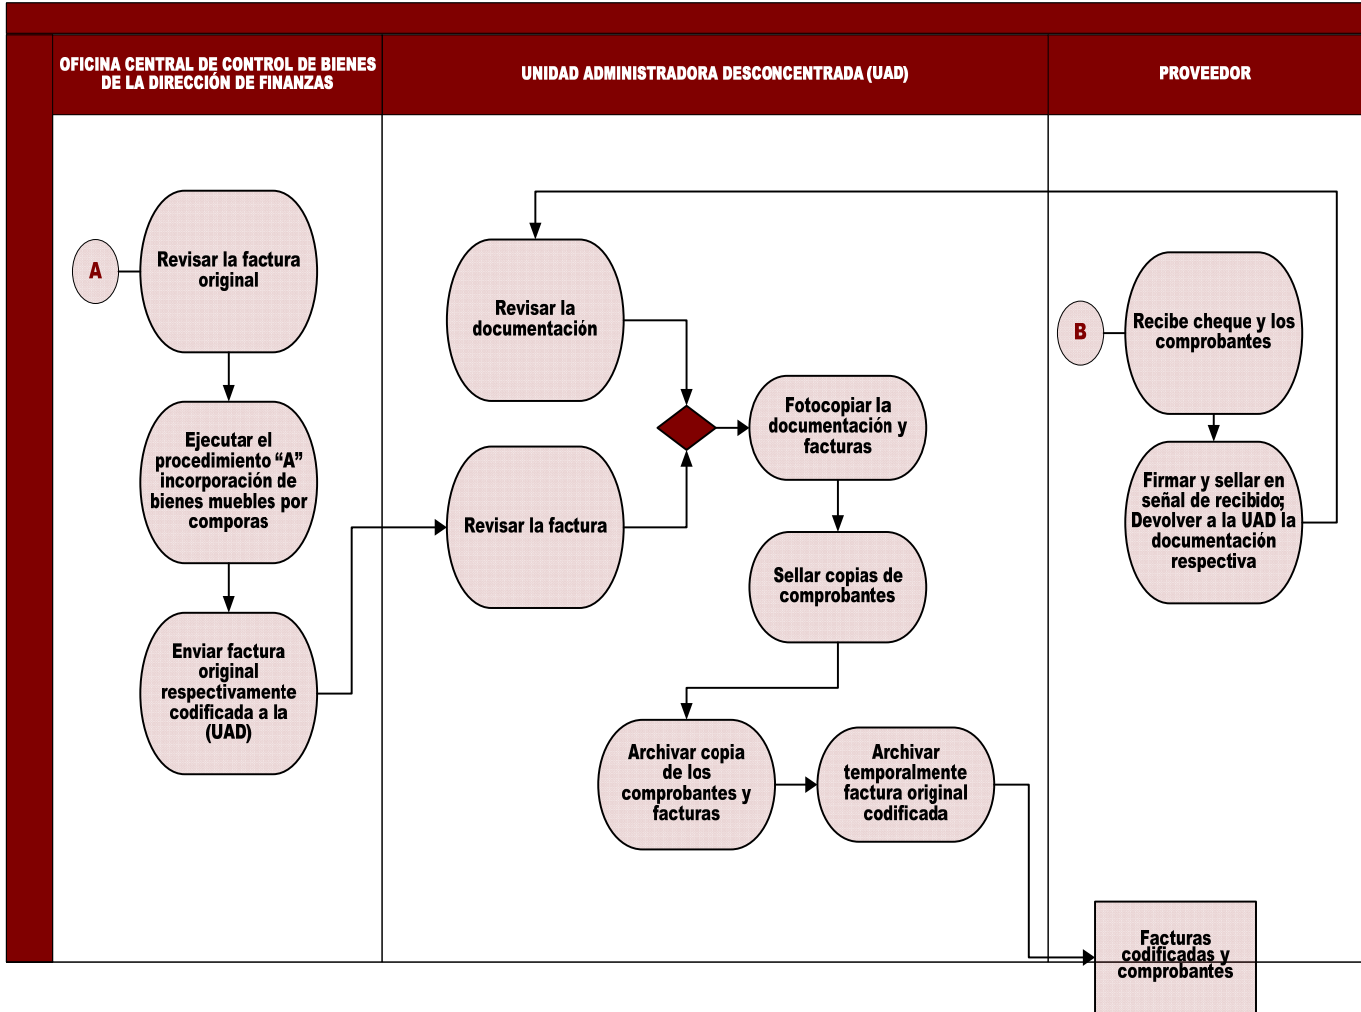 OFICINA CENTRAL DE CONTROL DE BIENES
DE LA DIRECCIÓN DE FINANZAS
UNIDAD ADMINISTRADORA DESCONCENTRADA (UAD)
PROVEEDOR
A
Revisar la factura
original
Ejecutar el
procedimiento “A”
incorporación de
bienes muebles por
comporas
Enviar factura
original
respectivamente
codificada a la
(UAD)
Revisar la
documentación
Revisar la factura
Fotocopiar la
documentación y
facturas
Sellar copias de
comprobantes
Archivar copia
de los
comprobantes y
facturas
Archivar
temporalmente
factura original
codificada
B
Recibe cheque y los
comprobantes
Firmar y sellar en
señal de recibido;
Devolver a la UAD la
documentación
respectiva
Facturas
codificadas y
comprobantes